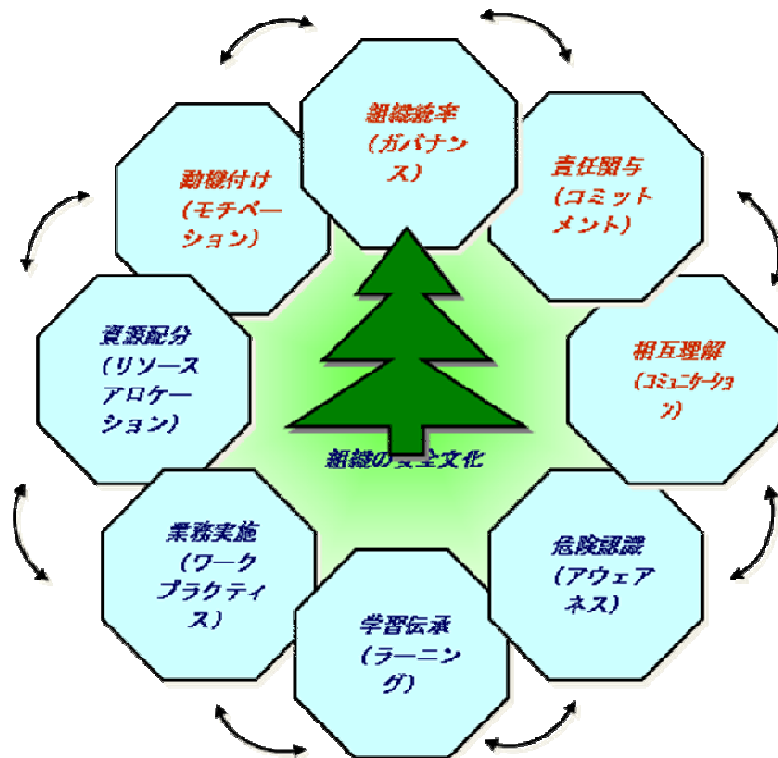 組織統率
(ガバナン
ス)
動機付け
(モチベー
ション)
責任関与
(コミット
メント)
資源配分
(リソース
アロケー
ション)
相互理解
(コミュニケーショ
ン)
組織の安全文化
業務実施
(ワーク
プラクティ
ス)
危険認識
(アウェア
ネス)
学習伝承
(ラーニン
グ)